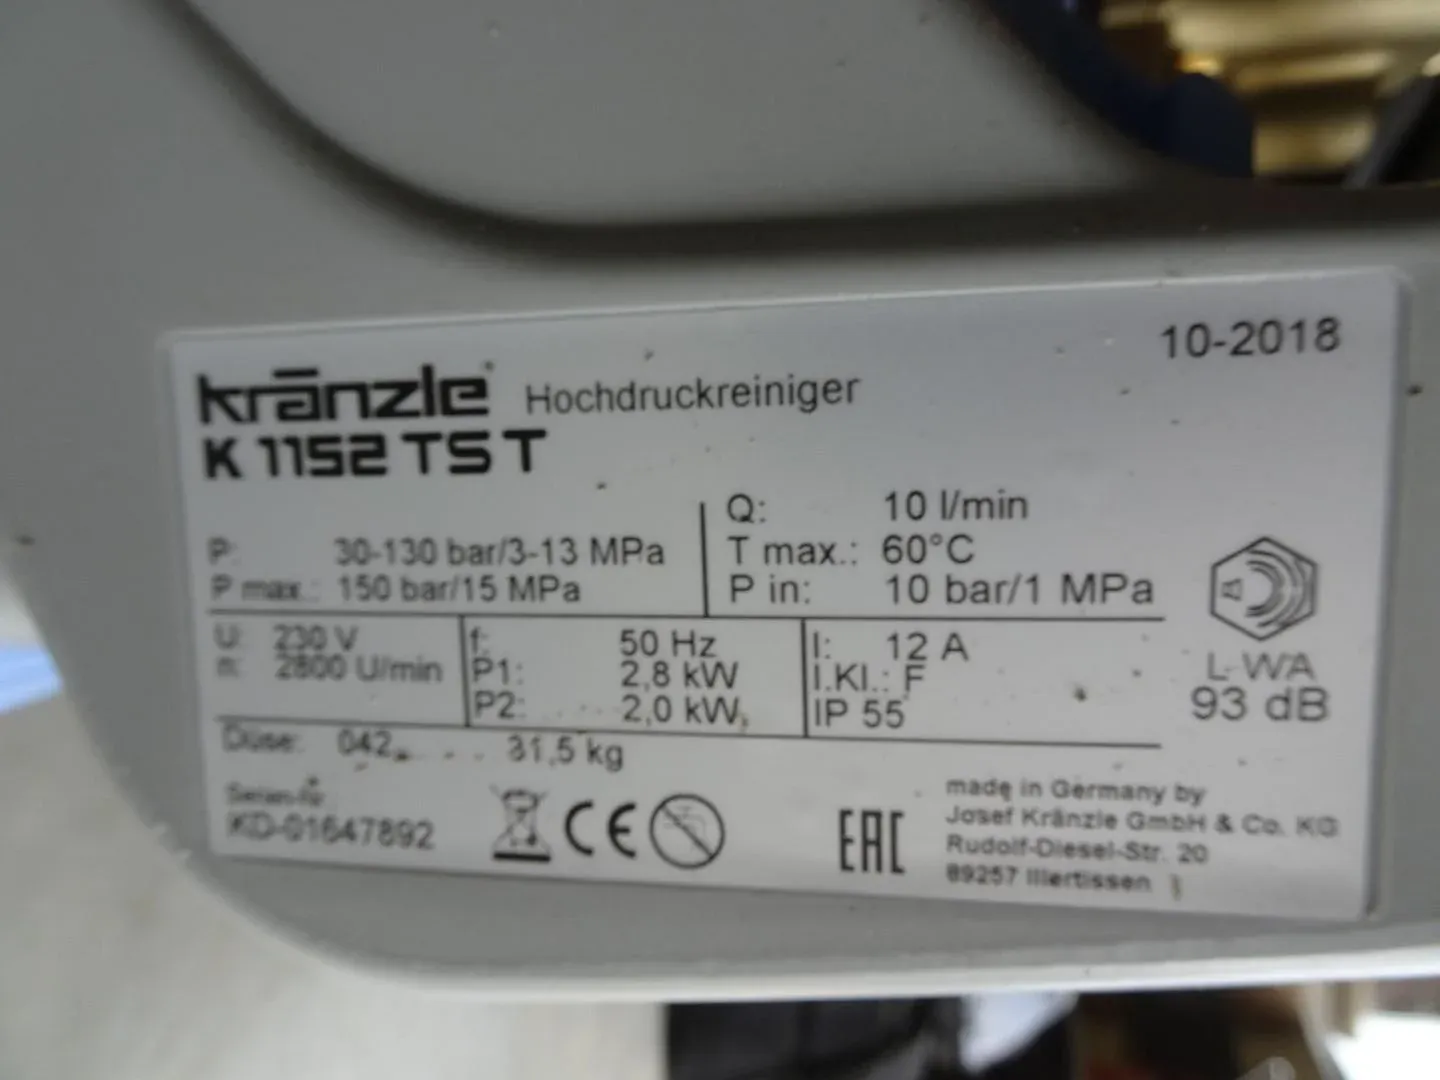 10-2018
kränzle Hochdruckreiniger
K 1152 TS T
P: 30-130 bar/3-13 MPa
P max.: 150 bar/15 MPa
Q: 10 l/min
T max.: 60°C
P in: 10 bar/1 MPa
U: 230 V
n: 2800 U/min
f: 50 Hz
P1: 2,8 kW
P2: 2,0 kW
I: 12 A
I.Kl.: F
IP 55
L-WA
93 dB
Düse: 042 31,5 kg
Serien-Nr
KD-01647892
CE
EAC
made in Germany by
Josef Kränzle GmbH & Co. KG
Rudolf-Diesel-Str. 20
89257 Illertissen